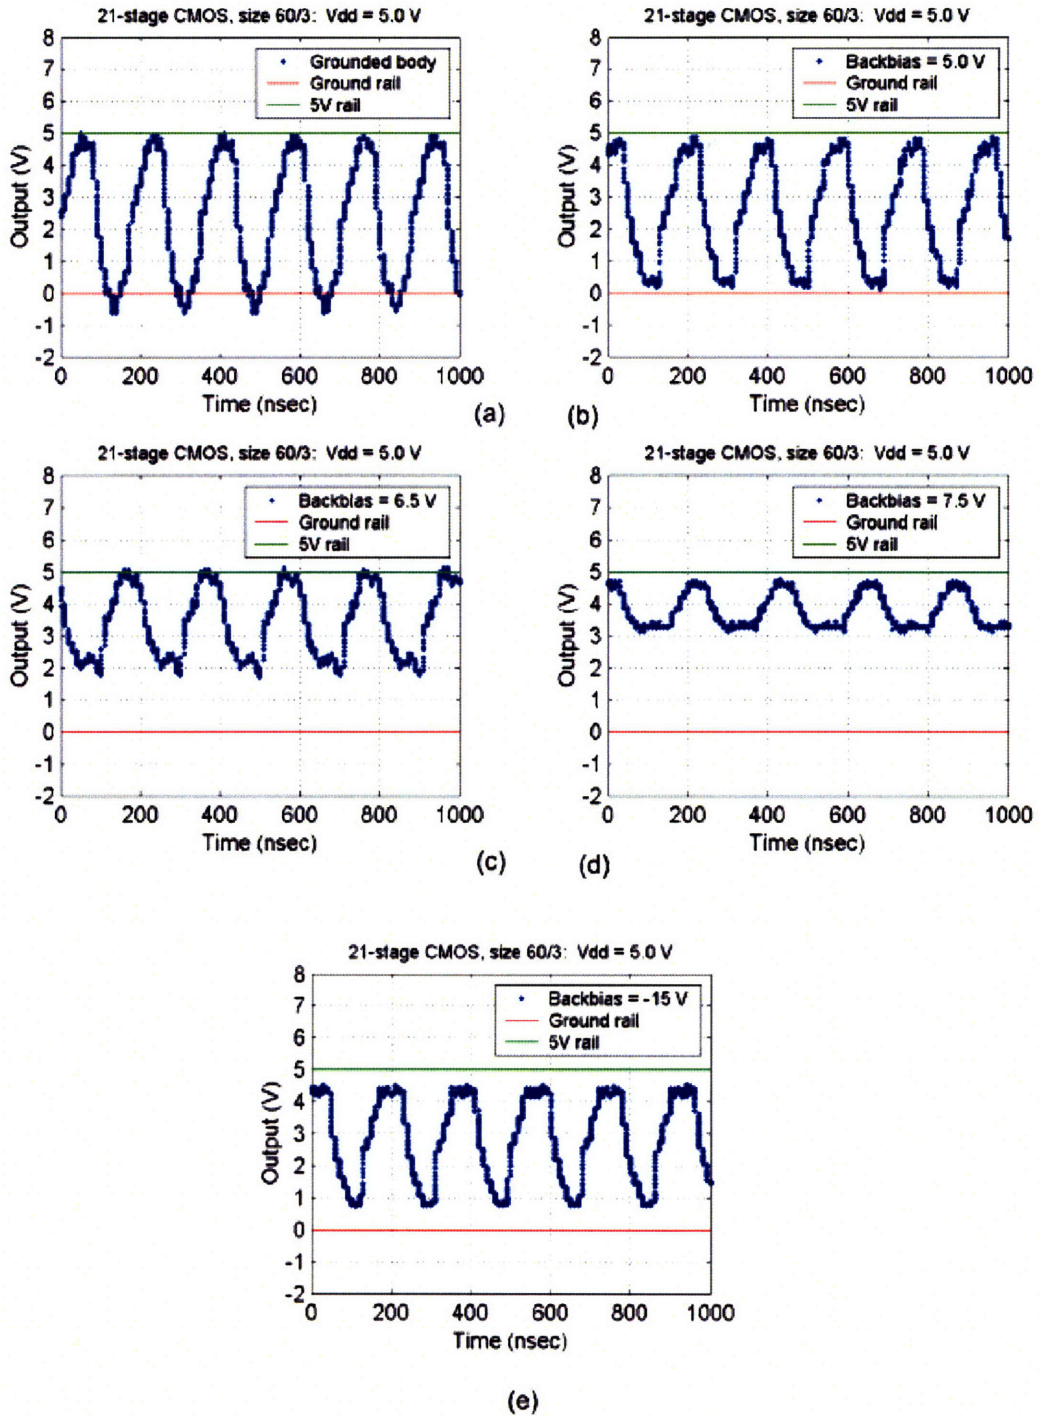 21-stage CMOS, size 60/3: Vdd = 5.0 V
8
7
6
5
4
3
2
1
0
-1
-2
Output (V)
Grounded body
Ground rail
5V rail
0 200 400 600 800 1000
Time (nsec)
(a)
21-stage CMOS, size 60/3: Vdd = 5.0 V
8
7
6
5
4
3
2
1
0
-1
-2
Output (V)
Backbias = 5.0 V
Ground rail
5V rail
0 200 400 600 800 1000
Time (nsec)
(b)
21-stage CMOS, size 60/3: Vdd = 5.0 V
8
7
6
5
4
3
2
1
0
-1
-2
Output (V)
Backbias = 6.5 V
Ground rail
5V rail
0 200 400 600 800 1000
Time (nsec)
(c)
21-stage CMOS, size 60/3: Vdd = 5.0 V
8
7
6
5
4
3
2
1
0
-1
-2
Output (V)
Backbias = 7.5 V
Ground rail
5V rail
0 200 400 600 800 1000
Time (nsec)
(d)
21-stage CMOS, size 60/3: Vdd = 5.0 V
8
7
6
5
4
3
2
1
0
-1
-2
Output (V)
Backbias = -15 V
Ground rail
5V rail
0 200 400 600 800 1000
Time (nsec)
(e)